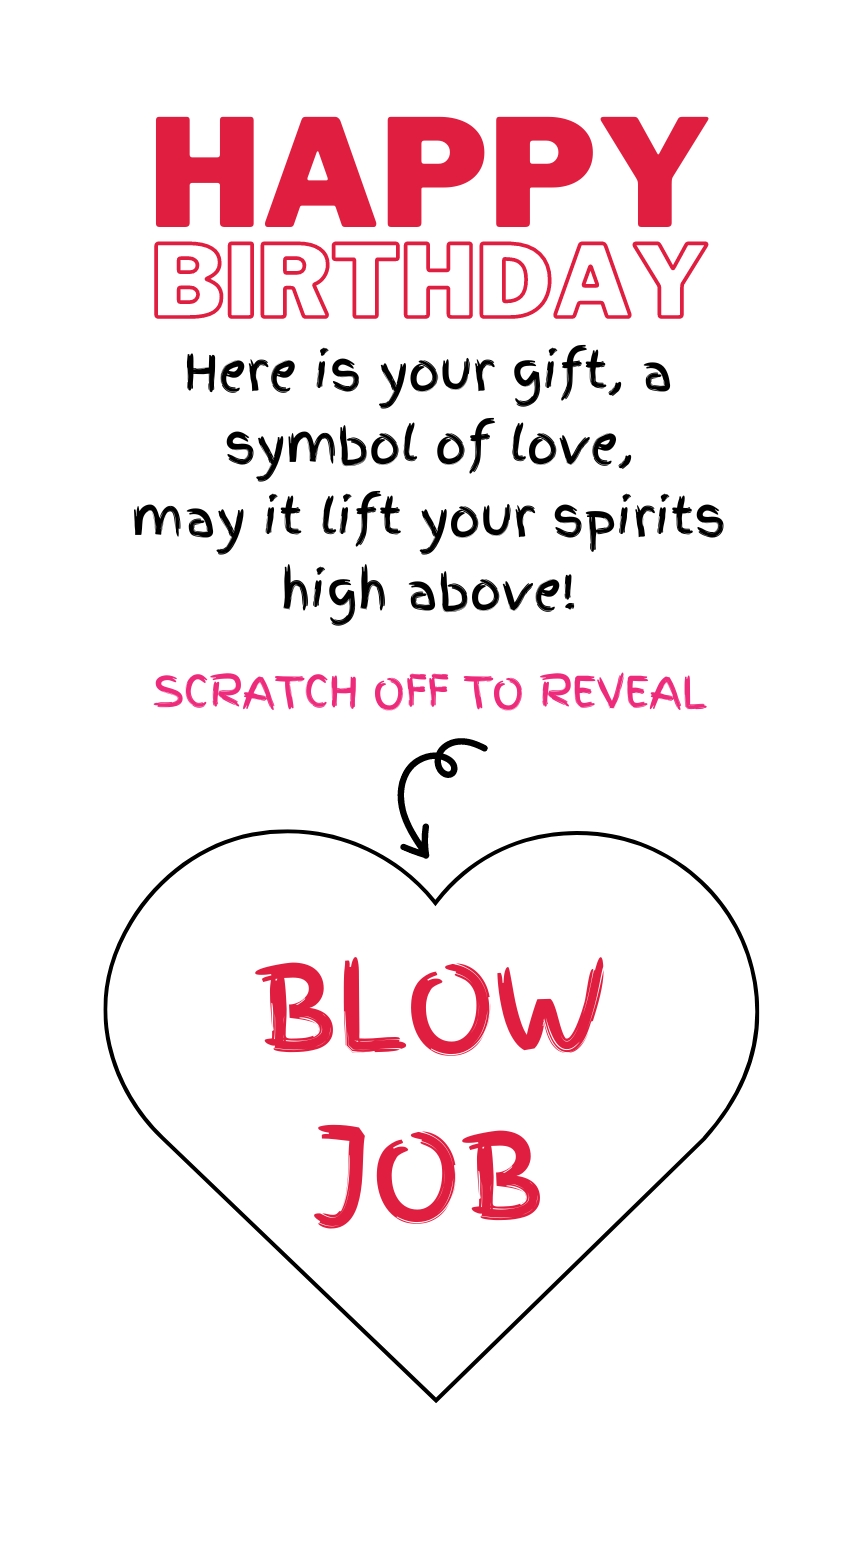 HAPPY
BIRTHDAY
Here is your gift, a
symbol of love,
may it lift your spirits
high above!
SCRATCH OFF TO REVEAL
BLOW
JOB